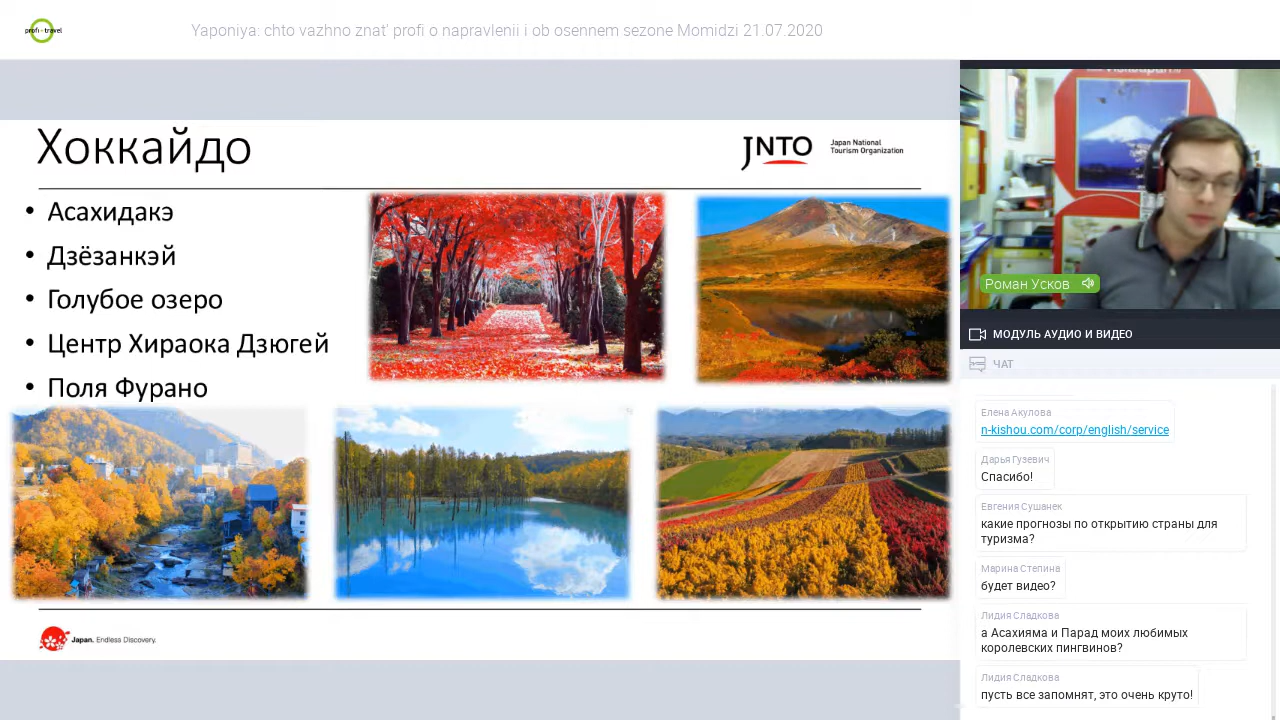 profi - travel
Yaponiya: chto vazhno znat' profi o napravlenii i ob osennem sezone Momidzi 21.07.2020
Хоккайдо
JNTO
Japan National
Tourism Organization
• Асахидакэ
• Дзёзанкэй
• Голубое озеро
• Центр Хираока Дзюгей
• Поля Фурано
Japan. Endless Discovery.
Роман Усков
МОДУЛЬ АУДИО И ВИДЕО
ЧАТ
Елена Акулова
n-kishou.com/corp/english/service
Дарья Гузевич
Спасибо!
Евгения Сушанек
какие прогнозы по открытию страны для
туризма?
Марина Степина
будет видео?
Лидия Сладкова
а Асахияма и Парад моих любимых
королевских пингвинов?
Лидия Сладкова
пусть все запомнят, это очень круто!